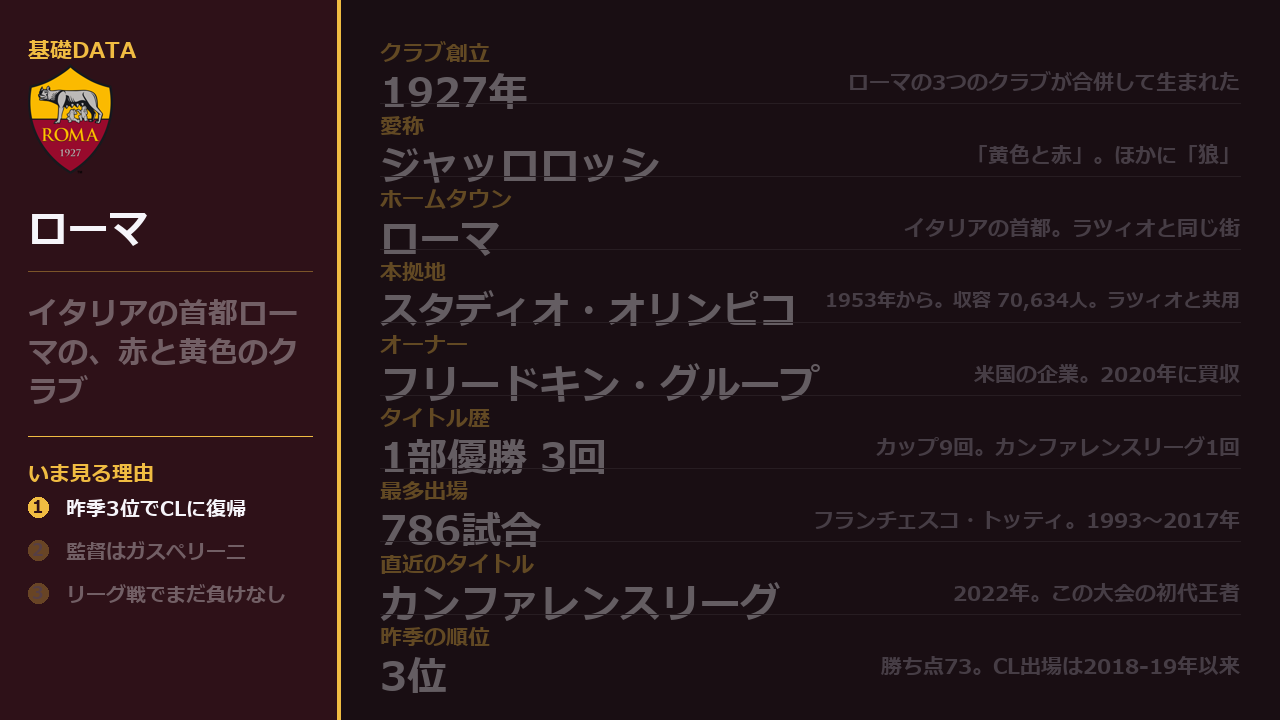 基礎DATA
ROMA
1927
ローマ
イタリアの首都ロー
マの、赤と黄色のク
ラブ
いま見る理由
1 昨季3位でCLに復帰
2 監督はガスペリーニ
3 リーグ戦でまだ負けなし
クラブ創立
1927年 ローマの3つのクラブが合併して生まれた
愛称
ジャッロロッシ 「黄色と赤」。ほかに「狼」
ホームタウン
ローマ イタリアの首都。ラツィオと同じ街
本拠地
スタディオ・オリンピコ 1953年から。収容 70,634人。ラツィオと共用
オーナー
フリードキン・グループ 米国の企業。2020年に買収
タイトル歴
1部優勝 3回 カップ9回。カンファレンスリーグ1回
最多出場
786試合 フランチェスコ・トッティ。1993〜2017年
直近のタイトル
カンファレンスリーグ 2022年。この大会の初代王者
昨季の順位
3位 勝ち点73。CL出場は2018-19年以来